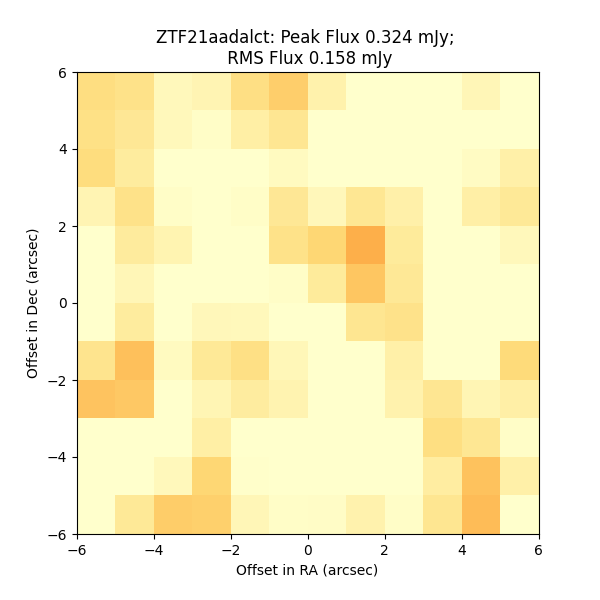 ZTF21aadalct: Peak Flux 0.324 mJy;
RMS Flux 0.158 mJy
6
4
2
0
−2
−4
−6
Offset in Dec (arcsec)
−6 −4 −2 0 2 4 6
Offset in RA (arcsec)